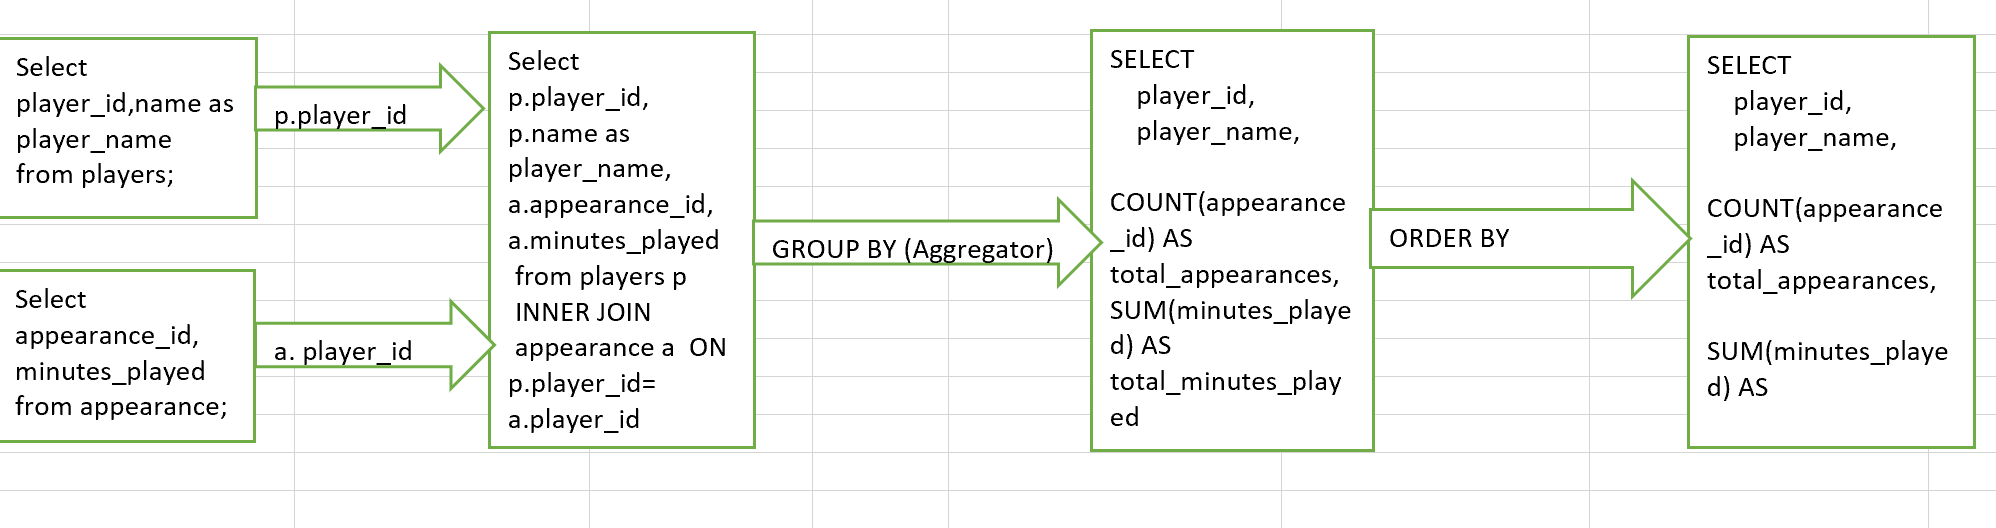 Select
player_id,name as
player_name
from players;
p.player_id
Select
appearance_id,
minutes_played
from appearance;
a. player_id
Select
p.player_id,
p.name as
player_name,
a.appearance_id,
a.minutes_played
from players p
INNER JOIN
appearance a  ON
p.player_id=
a.player_id
GROUP BY (Aggregator)
SELECT
player_id,
player_name,
COUNT(appearance
_id) AS
total_appearances,
SUM(minutes_playe
d) AS
total_minutes_play
ed
ORDER BY
SELECT
player_id,
player_name,
COUNT(appearance
_id) AS
total_appearances,
SUM(minutes_playe
d) AS